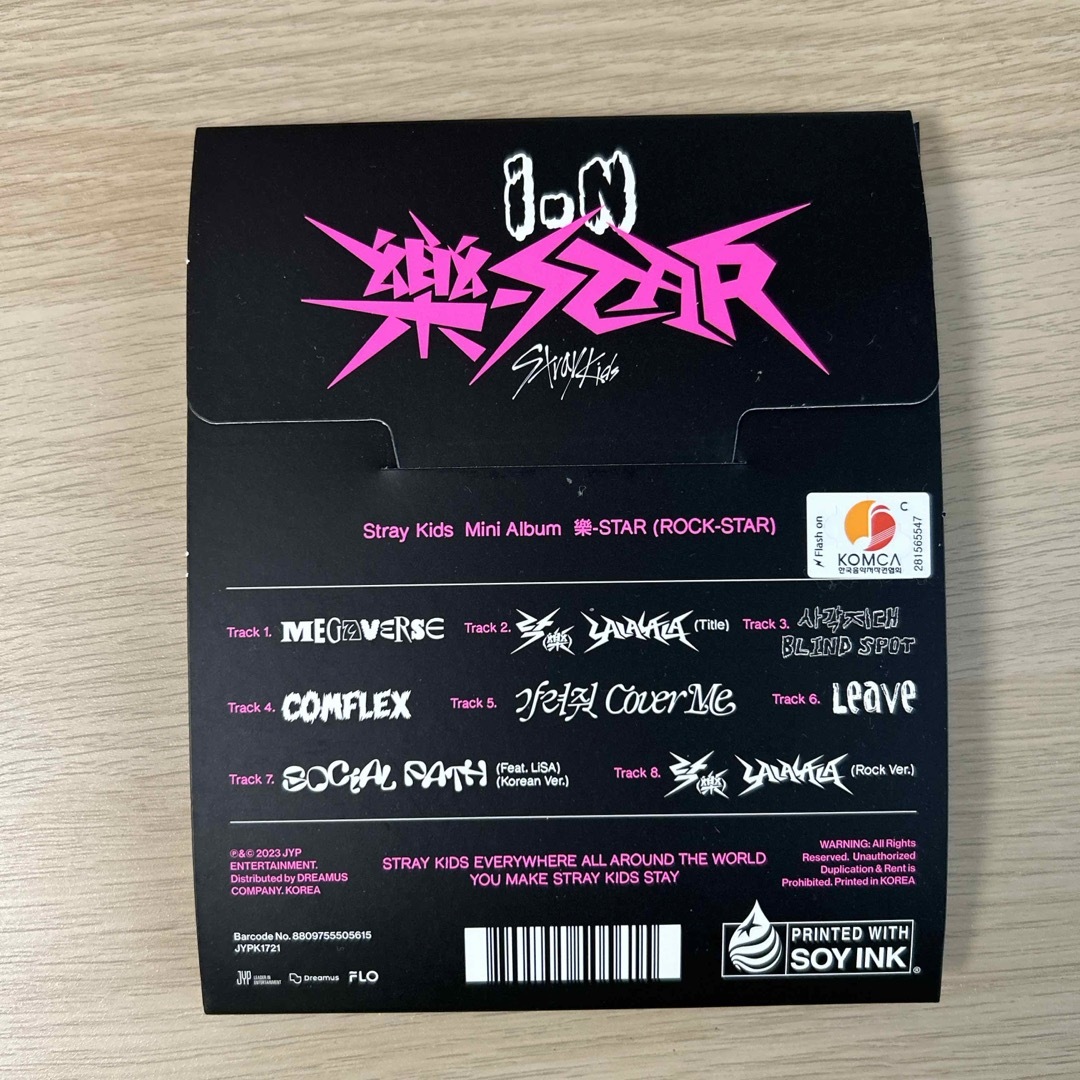 i.N
樂-STAR
Stray Kids
Stray Kids Mini Album 樂-STAR (ROCK-STAR)
Flash on
KOMCA
한국음악저작권협회
C
281565547
Track 1. MEGAVERSE
Track 2. 락 (樂) LALALALA (Title)
Track 3. 사각지대 BLIND SPOT
Track 4. COMFLEX
Track 5. 가려줘 Cover Me
Track 6. Leave
Track 7. SOCIAL PATH (Feat. LiSA) (Korean Ver.)
Track 8. 락 (樂) LALALALA (Rock Ver.)
℗&© 2023 JYP
ENTERTAINMENT.
Distributed by DREAMUS
COMPANY. KOREA
STRAY KIDS EVERYWHERE ALL AROUND THE WORLD
YOU MAKE STRAY KIDS STAY
WARNING: All Rights
Reserved. Unauthorized
Duplication & Rent is
Prohibited. Printed in KOREA
Barcode No. 8809755505615
JYPK1721
JYP LEADER IN ENTERTAINMENT
Dreamus
FLO
PRINTED WITH
SOY INK
®